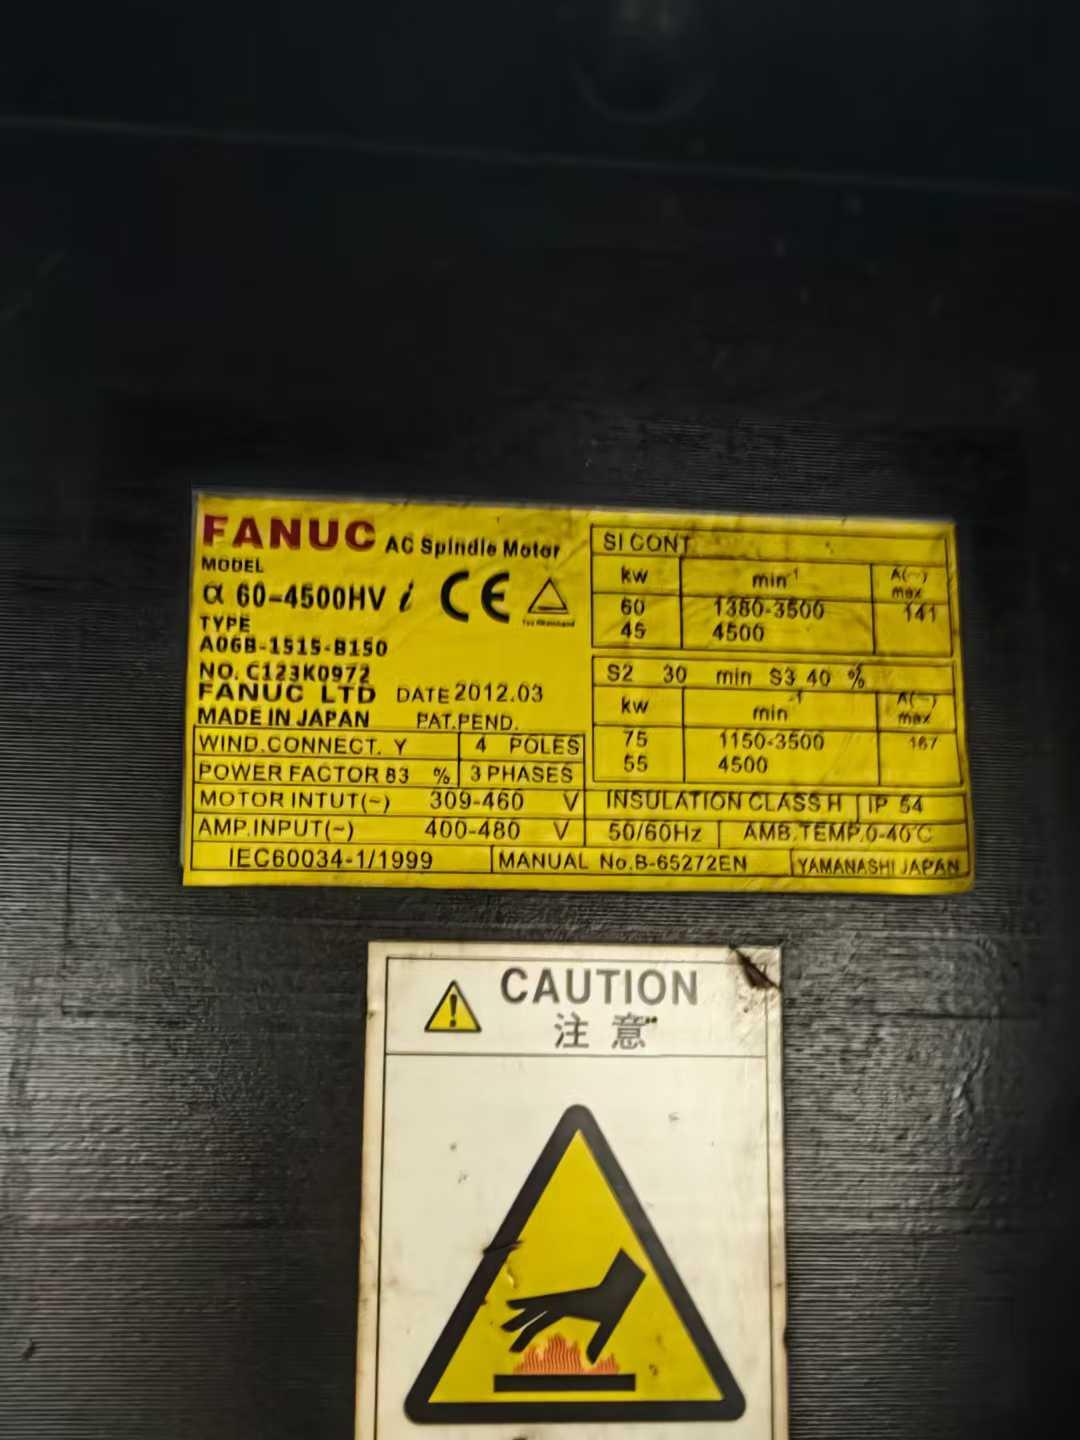 FANUC AC Spindle Motor
MODEL
α 60-4500HV i CE
TYPE
A06B-1515-B150
NO. C123K0972
FANUC LTD DATE 2012.03
MADE IN JAPAN PAT.PEND.
WIND.CONNECT. Y 4 POLES
POWER FACTOR 83 % 3 PHASES
MOTOR INTUT(~) 309-460 V
AMP.INPUT(~) 400-480 V
IEC60034-1/1999
SI CONT
kw min-1 A(~) max
60 1380-3500 141
45 4500
S2 30 min S3 40 %
kw min-1 A(~) max
75 1150-3500 167
55 4500
INSULATION CLASS H IP 54
50/60Hz AMB.TEMP.0-40℃
MANUAL No.B-65272EN YAMANASHI JAPAN
CAUTION
注意